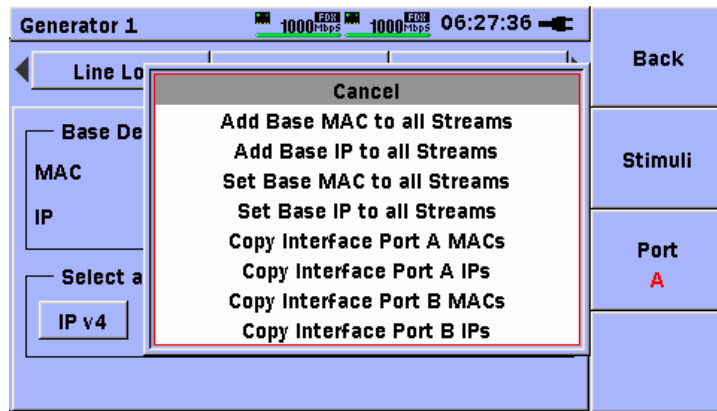 Generator 1 1000 FDX Mbps 1000 FDX Mbps 06:27:36
Line Lo
Base De
MAC
IP
Select a
IP v4
Cancel
Add Base MAC to all Streams
Add Base IP to all Streams
Set Base MAC to all Streams
Set Base IP to all Streams
Copy Interface Port A MACs
Copy Interface Port A IPs
Copy Interface Port B MACs
Copy Interface Port B IPs
Back
Stimuli
Port
A